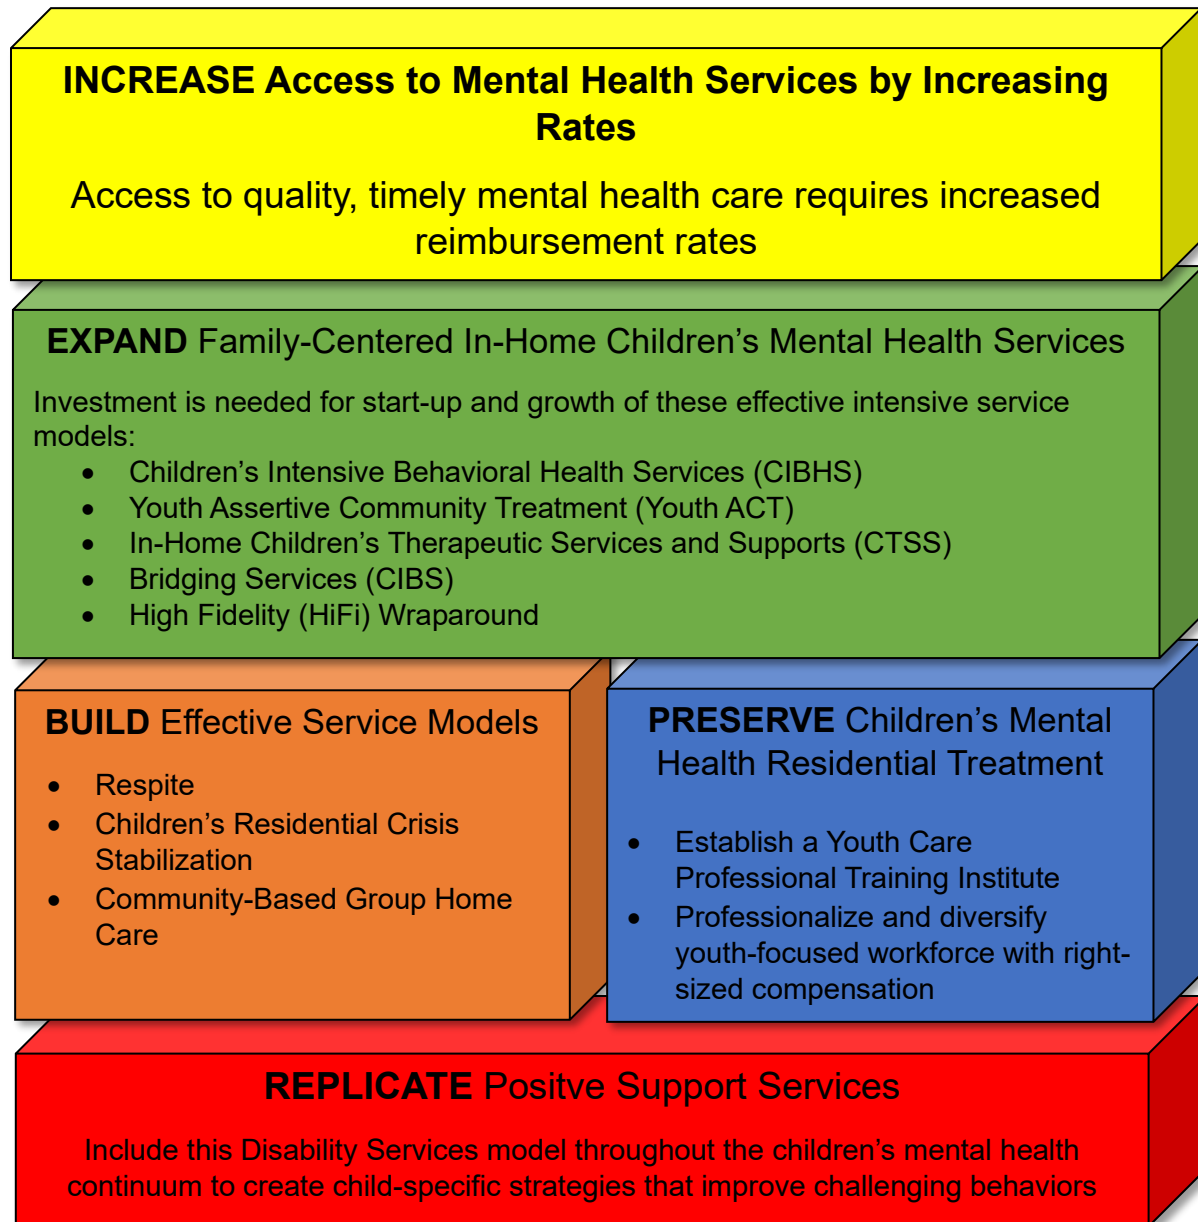 INCREASE Access to Mental Health Services by Increasing
Rates
Access to quality, timely mental health care requires increased
reimbursement rates
EXPAND Family-Centered In-Home Children’s Mental Health Services
Investment is needed for start-up and growth of these effective intensive service
models:
• Children’s Intensive Behavioral Health Services (CIBHS)
• Youth Assertive Community Treatment (Youth ACT)
• In-Home Children’s Therapeutic Services and Supports (CTSS)
• Bridging Services (CIBS)
• High Fidelity (HiFi) Wraparound
BUILD Effective Service Models
• Respite
• Children’s Residential Crisis
Stabilization
• Community-Based Group Home
Care
PRESERVE Children’s Mental
Health Residential Treatment
• Establish a Youth Care
Professional Training Institute
• Professionalize and diversify
youth-focused workforce with right-
sized compensation
REPLICATE Positve Support Services
Include this Disability Services model throughout the children’s mental health
continuum to create child-specific strategies that improve challenging behaviors